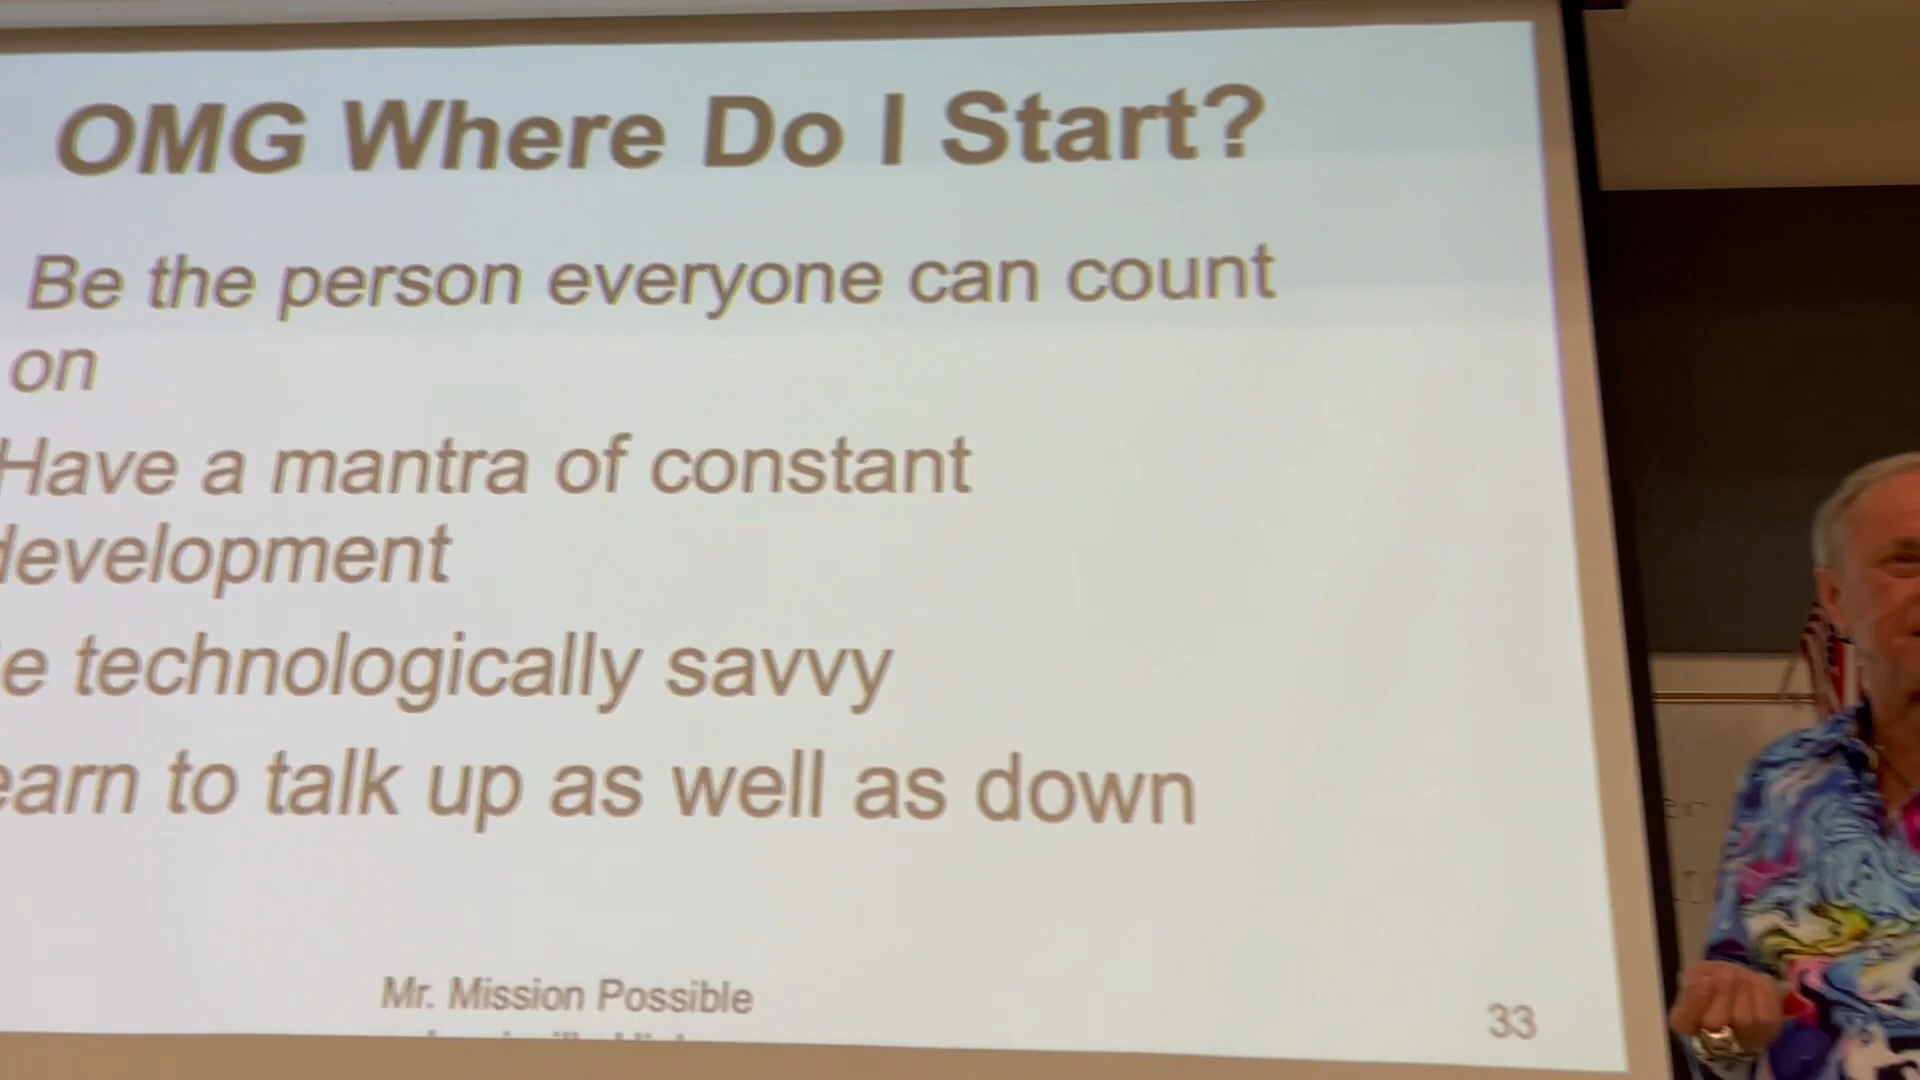 OMG Where Do I Start?
Be the person everyone can count
on
Have a mantra of constant
development
e technologically savvy
earn to talk up as well as down
Mr. Mission Possible
33